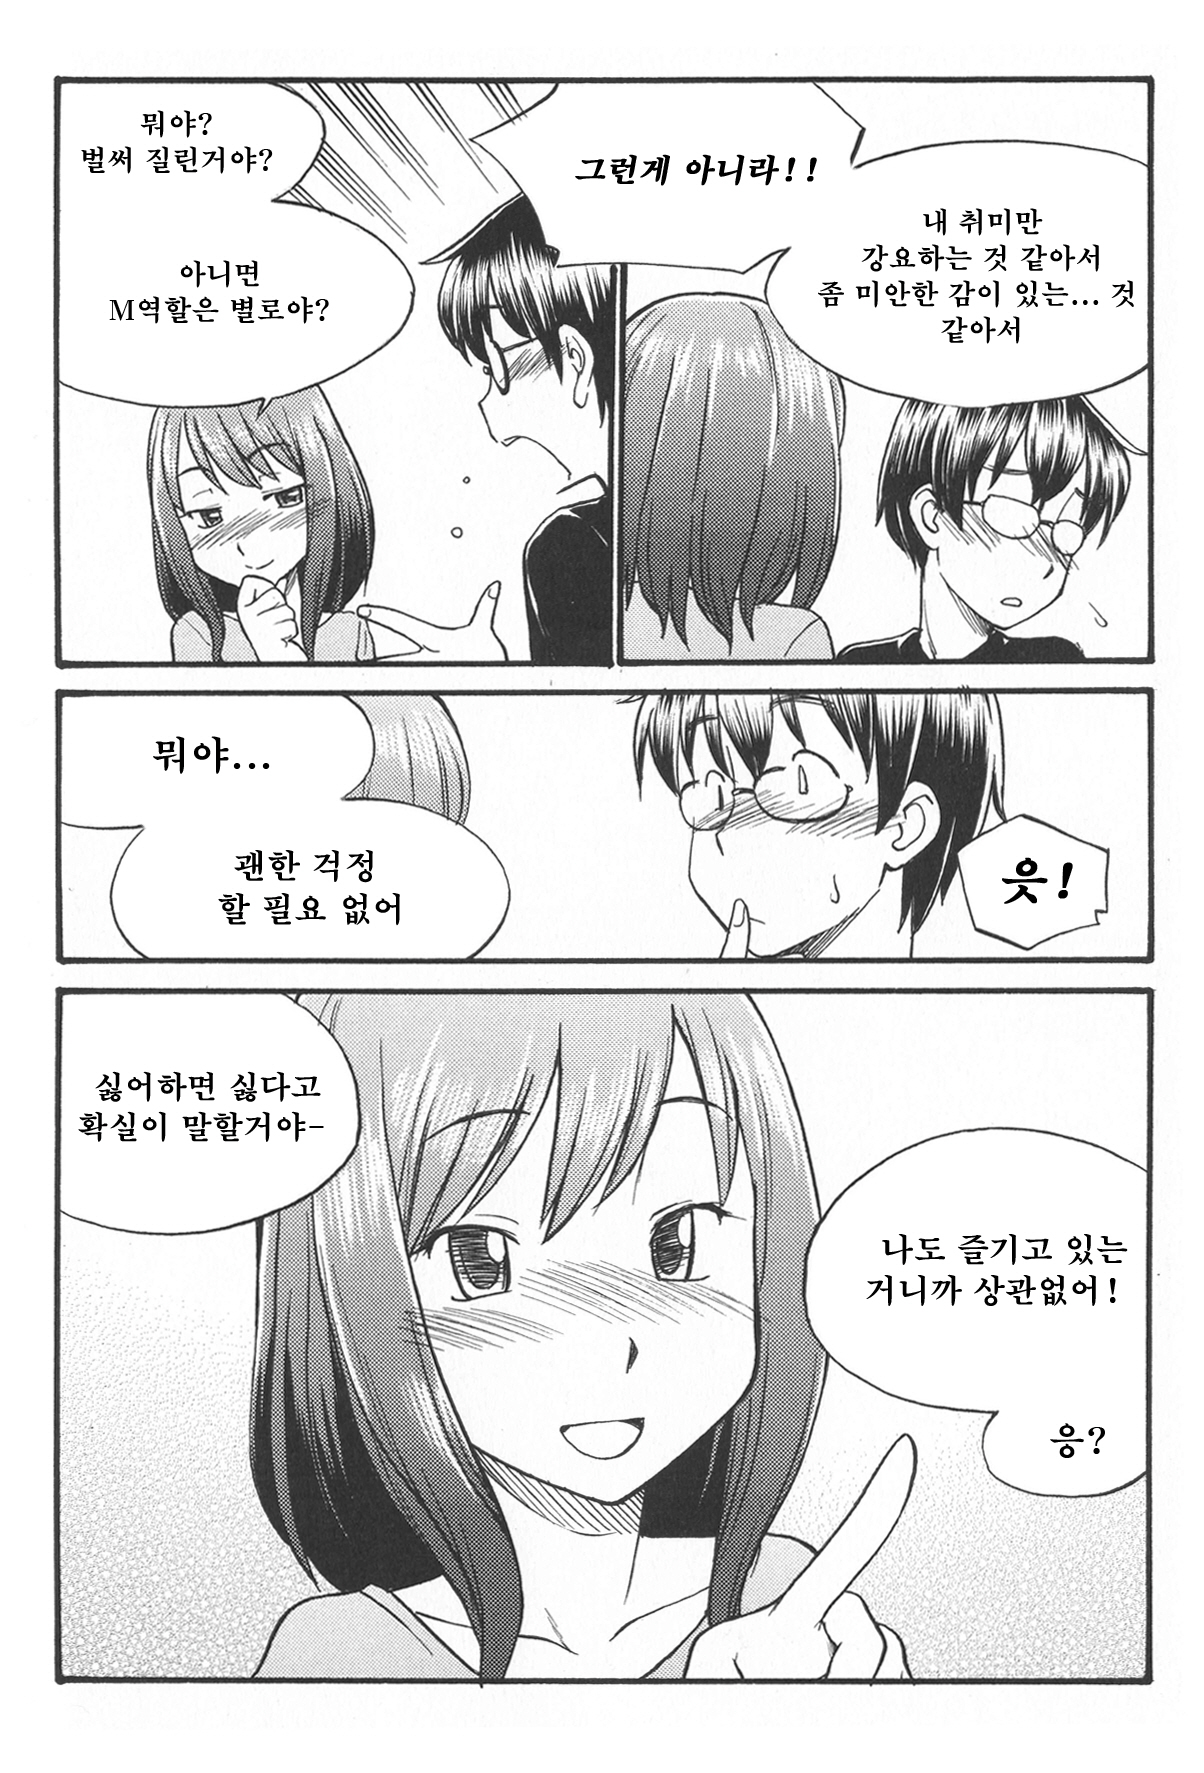 뭐야?
벌써 질린거야?
아니면
M역할은 별로야?
그런게 아니라!!
내 취미만
강요하는 것 같아서
좀 미안한 감이 있는... 것
같아서
뭐야...
괜한 걱정
할 필요 없어
읏!
싫어하면 싫다고
확실이 말할거야-
나도 즐기고 있는
거니까 상관없어!
응?